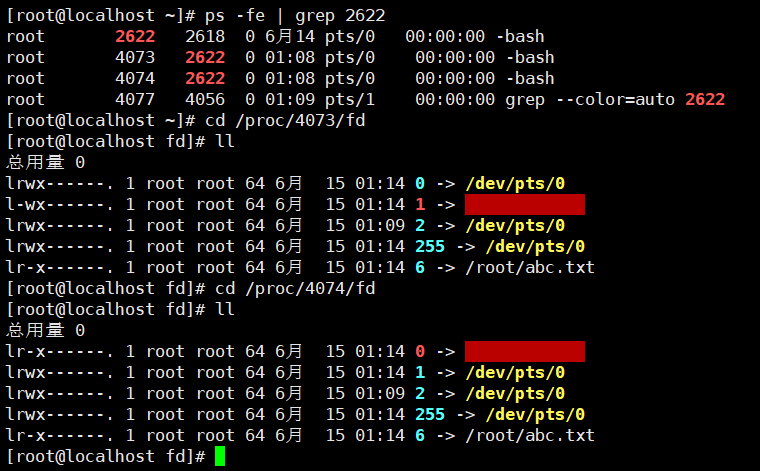 [root@localhost ~]# ps -fe | grep 2622
root 2622 2618 0 6月14 pts/0 00:00:00 -bash
root 4073 2622 0 01:08 pts/0 00:00:00 -bash
root 4074 2622 0 01:08 pts/0 00:00:00 -bash
root 4077 4056 0 01:09 pts/1 00:00:00 grep --color=auto 2622
[root@localhost ~]# cd /proc/4073/fd
[root@localhost fd]# ll
总用量 0
lrwx------. 1 root root 64 6月 15 01:14 0 -> /dev/pts/0
l-wx------. 1 root root 64 6月 15 01:14 1 ->
lrwx------. 1 root root 64 6月 15 01:09 2 -> /dev/pts/0
lrwx------. 1 root root 64 6月 15 01:14 255 -> /dev/pts/0
lr-x------. 1 root root 64 6月 15 01:14 6 -> /root/abc.txt
[root@localhost fd]# cd /proc/4074/fd
[root@localhost fd]# ll
总用量 0
lr-x------. 1 root root 64 6月 15 01:14 0 ->
lrwx------. 1 root root 64 6月 15 01:14 1 -> /dev/pts/0
lrwx------. 1 root root 64 6月 15 01:09 2 -> /dev/pts/0
lrwx------. 1 root root 64 6月 15 01:14 255 -> /dev/pts/0
lr-x------. 1 root root 64 6月 15 01:14 6 -> /root/abc.txt
[root@localhost fd]#